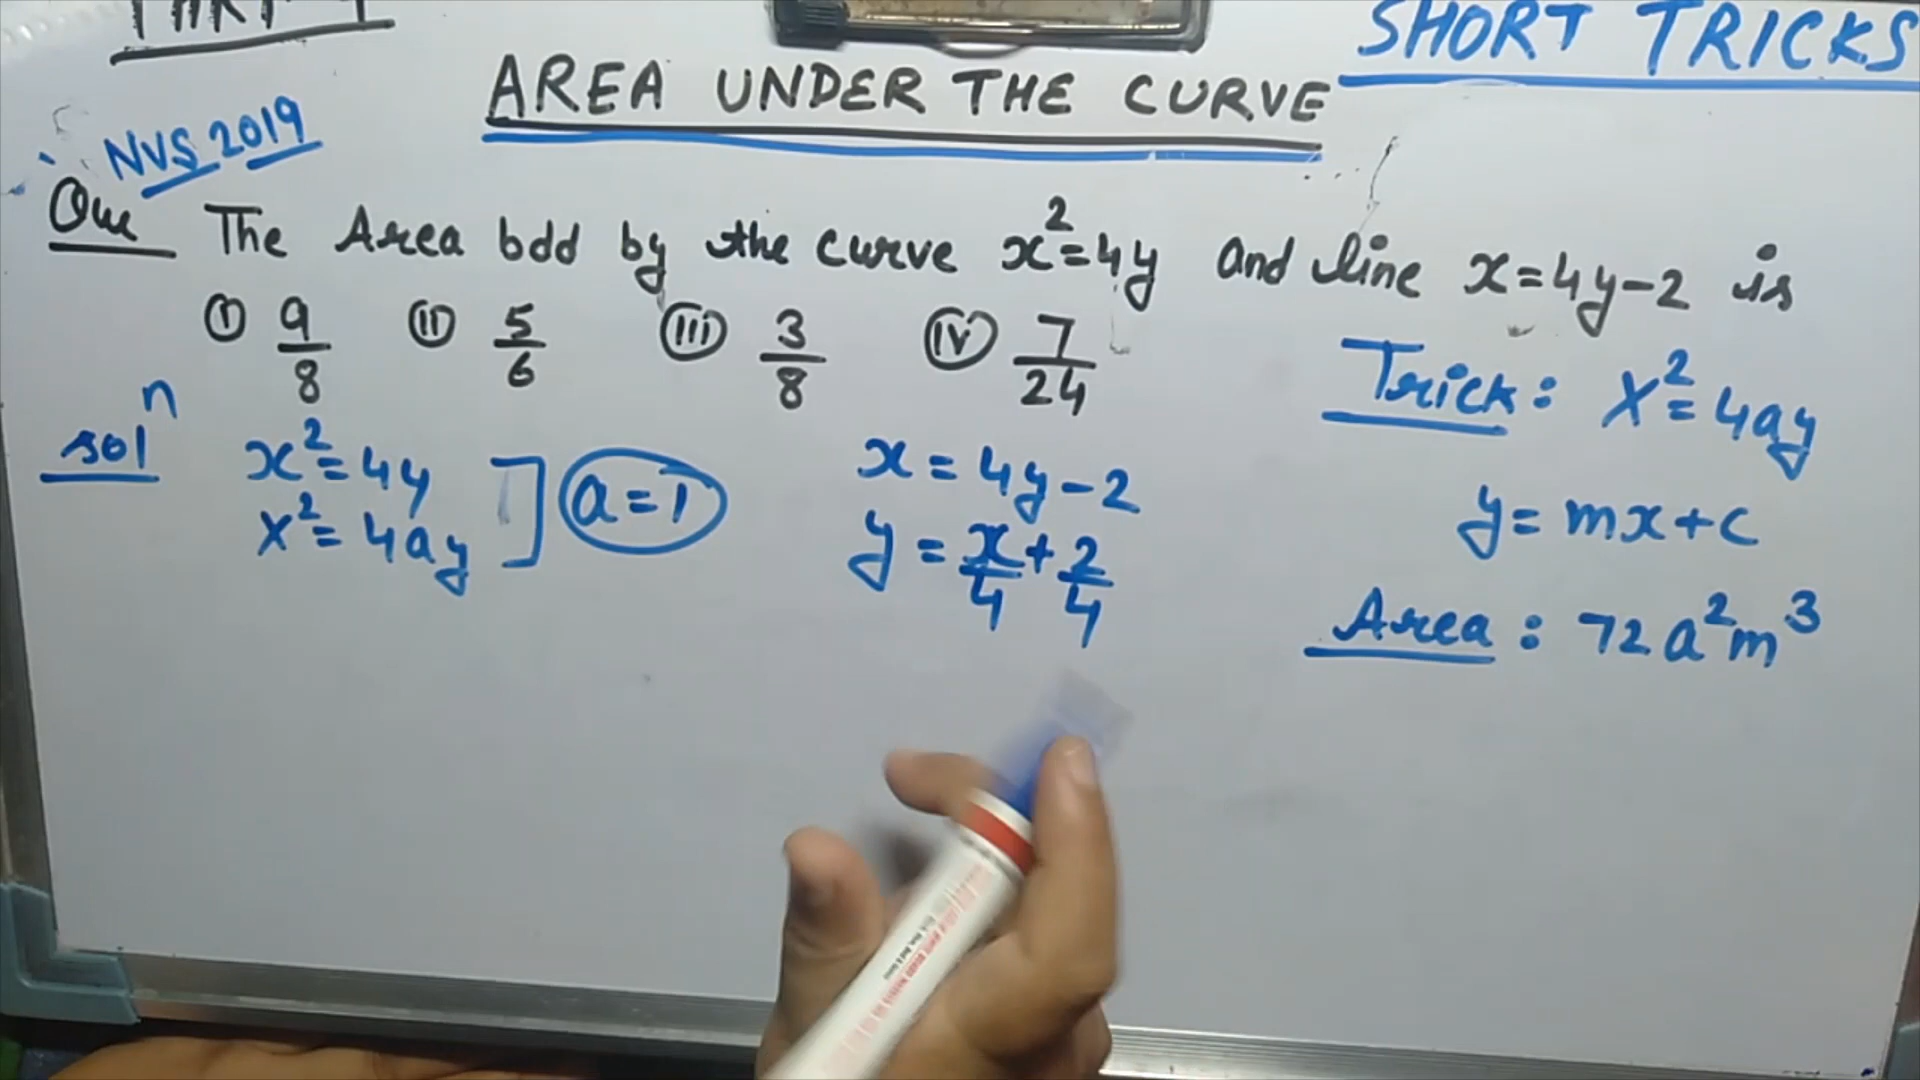 PART-1
SHORT TRICKS
AREA UNDER THE CURVE
NVS 2019
Que The Area bdd by the curve x²=4y and line x=4y-2 is
(i) 9/8 (ii) 5/6 (iii) 3/8 (iv) 7/24
Trick: X²=4ay
y=mx+c
Area: 72a²m³
solⁿ x²=4y
x²=4ay
a=1
x=4y-2
y=x/4+2/4